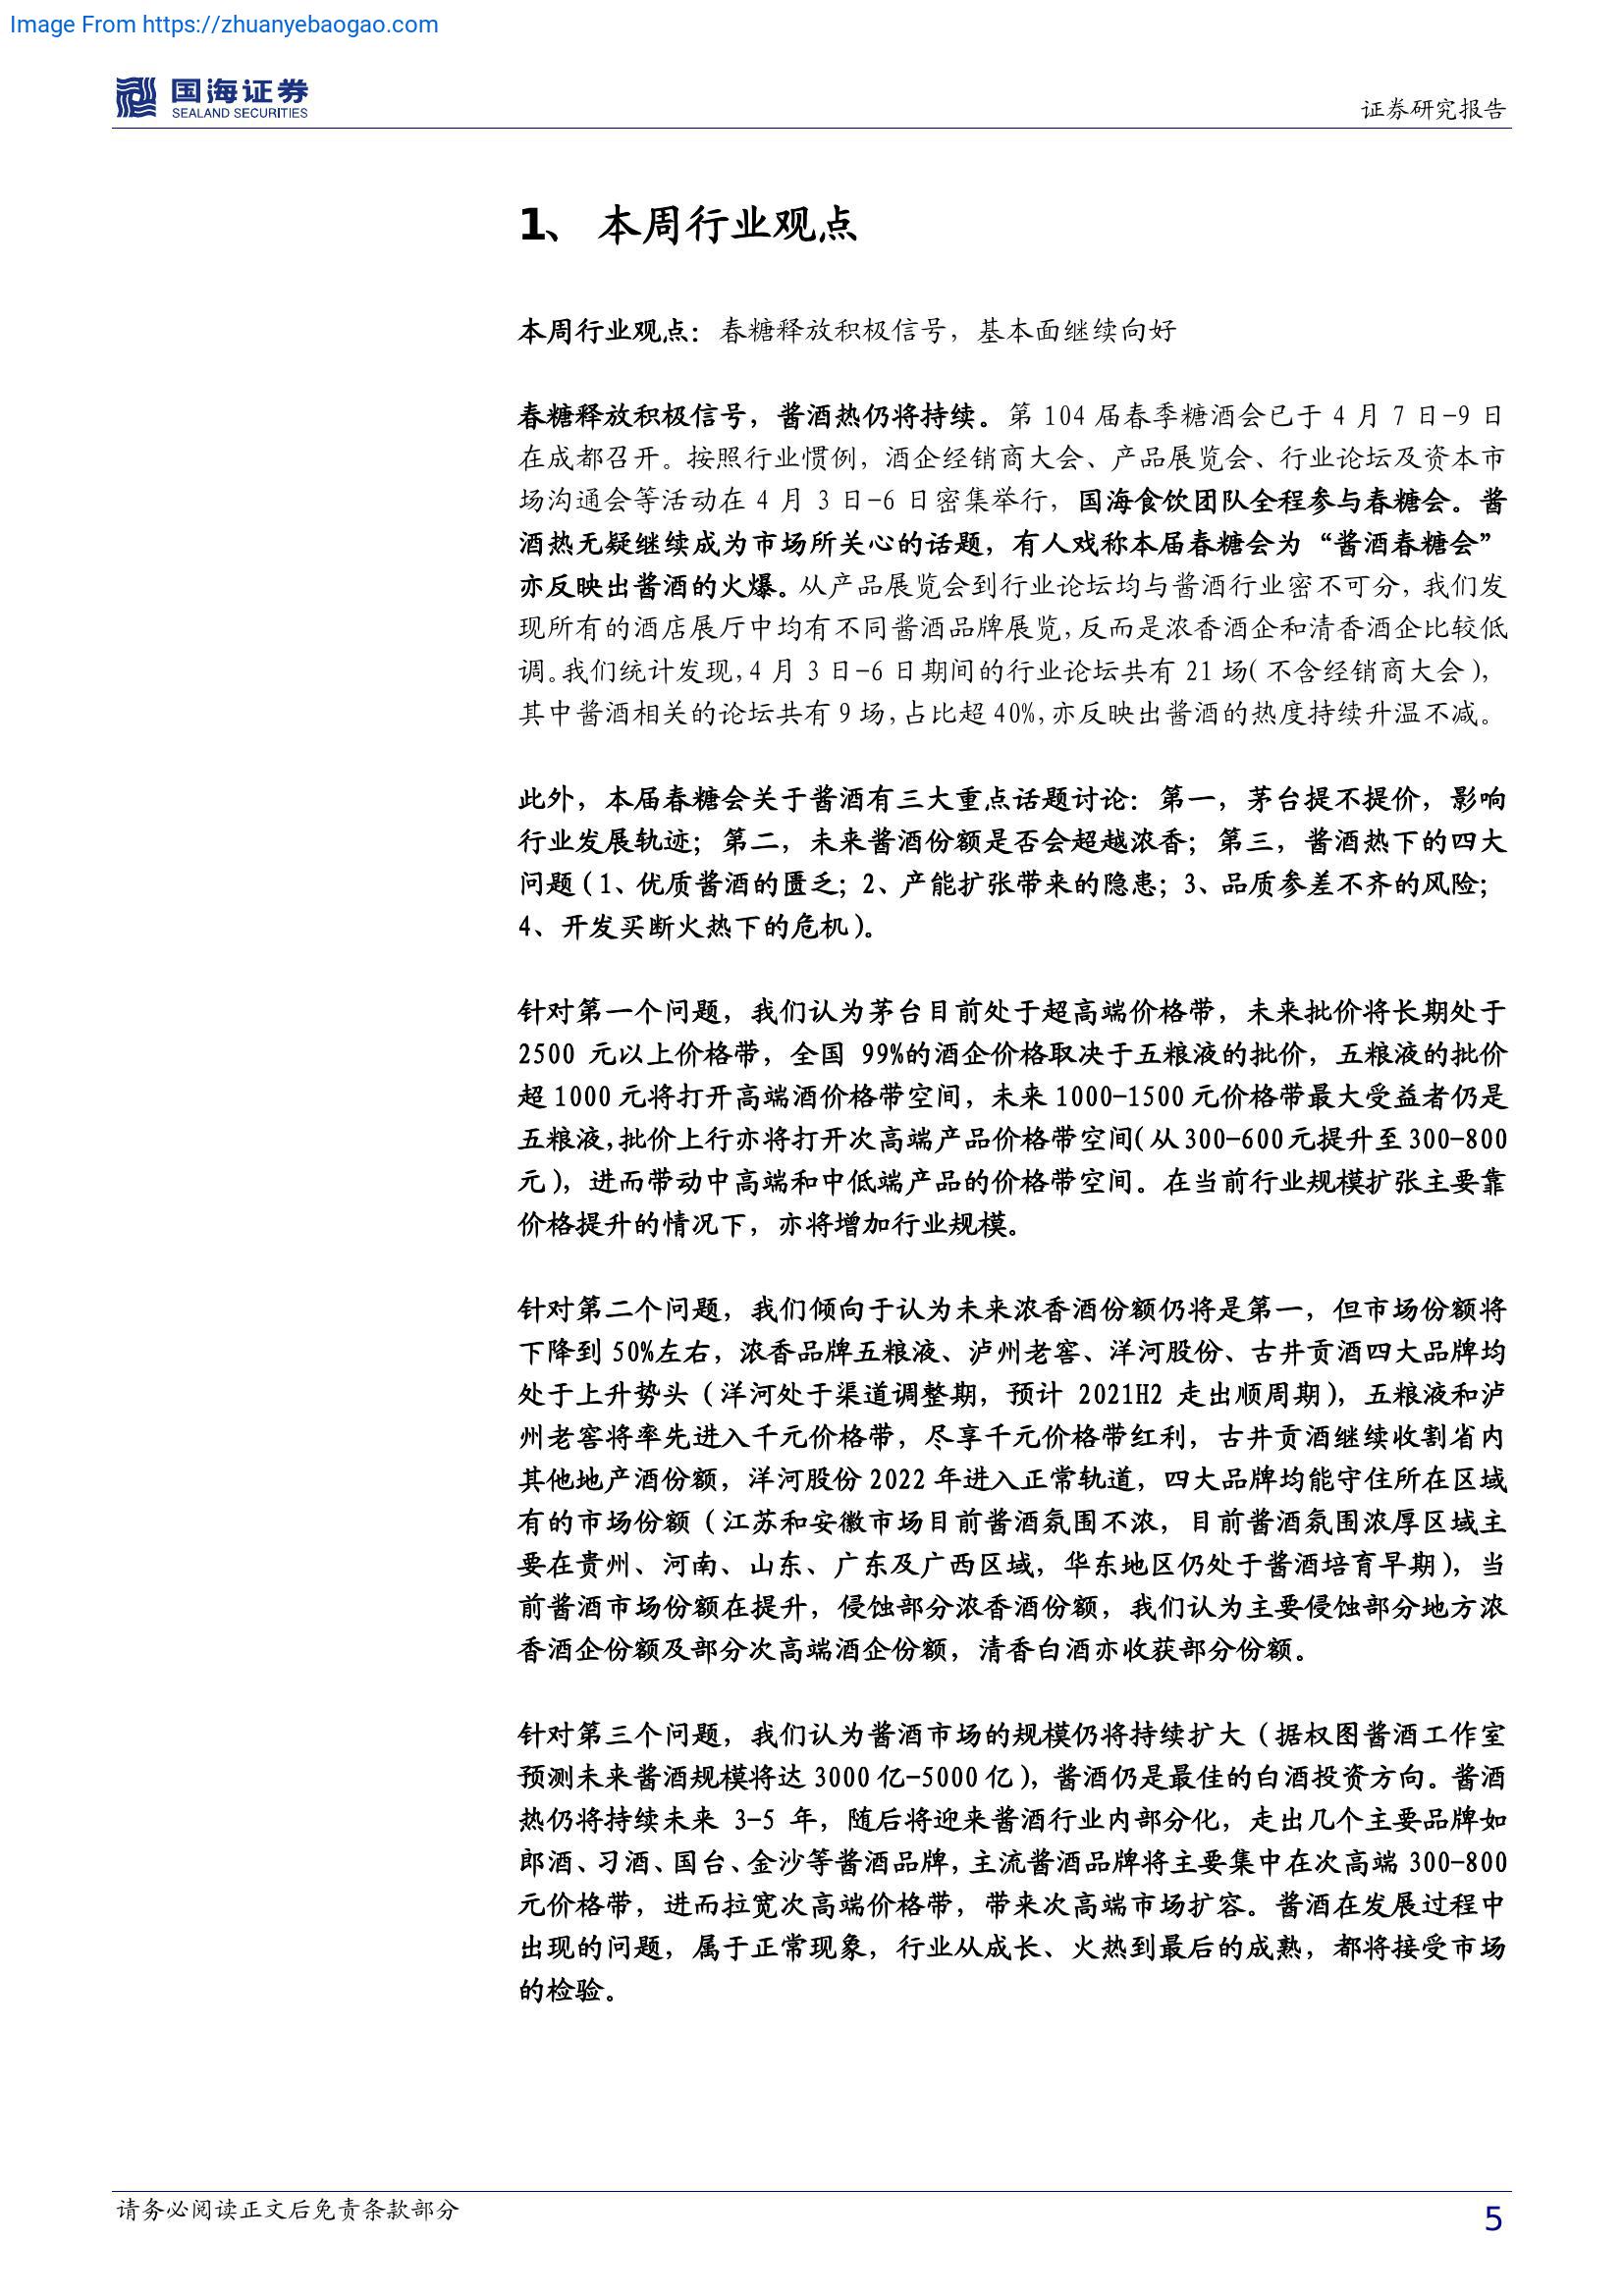 Image From https://zhuanyebaogao.com
国海证券
SEALAND SECURITIES
证券研究报告
1、 本周行业观点
本周行业观点：春糖释放积极信号，基本面继续向好
春糖释放积极信号，酱酒热仍将持续。第 104 届春季糖酒会已于 4 月 7 日-9 日
在成都召开。按照行业惯例，酒企经销商大会、产品展览会、行业论坛及资本市
场沟通会等活动在 4 月 3 日-6 日密集举行，国海食饮团队全程参与春糖会。酱
酒热无疑继续成为市场所关心的话题，有人戏称本届春糖会为“酱酒春糖会”
亦反映出酱酒的火爆。从产品展览会到行业论坛均与酱酒行业密不可分，我们发
现所有的酒店展厅中均有不同酱酒品牌展览，反而是浓香酒企和清香酒企比较低
调。我们统计发现，4 月 3 日-6 日期间的行业论坛共有 21 场（不含经销商大会），
其中酱酒相关的论坛共有 9 场，占比超 40%，亦反映出酱酒的热度持续升温不减。
此外，本届春糖会关于酱酒有三大重点话题讨论：第一，茅台提不提价，影响
行业发展轨迹；第二，未来酱酒份额是否会超越浓香；第三，酱酒热下的四大
问题（1、优质酱酒的匮乏；2、产能扩张带来的隐患；3、品质参差不齐的风险；
4、开发买断火热下的危机）。
针对第一个问题，我们认为茅台目前处于超高端价格带，未来批价将长期处于
2500 元以上价格带，全国 99%的酒企价格取决于五粮液的批价，五粮液的批价
超 1000 元将打开高端酒价格带空间，未来 1000-1500 元价格带最大受益者仍是
五粮液，批价上行亦将打开次高端产品价格带空间（从 300-600 元提升至 300-800
元），进而带动中高端和中低端产品的价格带空间。在当前行业规模扩张主要靠
价格提升的情况下，亦将增加行业规模。
针对第二个问题，我们倾向于认为未来浓香酒份额仍将是第一，但市场份额将
下降到 50%左右，浓香品牌五粮液、泸州老窖、洋河股份、古井贡酒四大品牌均
处于上升势头（洋河处于渠道调整期，预计 2021H2 走出顺周期），五粮液和泸
州老窖将率先进入千元价格带，尽享千元价格带红利，古井贡酒继续收割省内
其他地产酒份额，洋河股份 2022 年进入正常轨道，四大品牌均能守住所在区域
有的市场份额（江苏和安徽市场目前酱酒氛围不浓，目前酱酒氛围浓厚区域主
要在贵州、河南、山东、广东及广西区域，华东地区仍处于酱酒培育早期），当
前酱酒市场份额在提升，侵蚀部分浓香酒份额，我们认为主要侵蚀部分地方浓
香酒企份额及部分次高端酒企份额，清香白酒亦收获部分份额。
针对第三个问题，我们认为酱酒市场的规模仍将持续扩大（据权图酱酒工作室
预测未来酱酒规模将达 3000 亿-5000 亿），酱酒仍是最佳的白酒投资方向。酱酒
热仍将持续未来 3-5 年，随后将迎来酱酒行业内部分化，走出几个主要品牌如
郎酒、习酒、国台、金沙等酱酒品牌，主流酱酒品牌将主要集中在次高端 300-800
元价格带，进而拉宽次高端价格带，带来次高端市场扩容。酱酒在发展过程中
出现的问题，属于正常现象，行业从成长、火热到最后的成熟，都将接受市场
的检验。
请务必阅读正文后免责条款部分
5